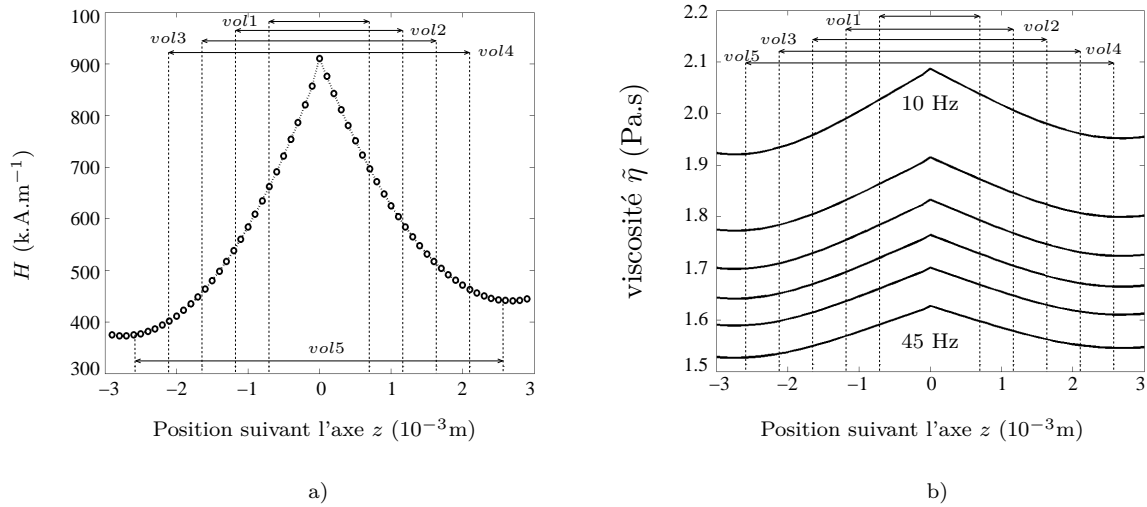 100
vol1
vol3
vol2
vol4
900
800
700
600
500
400
300
H (k.A.m−1)
vol5
−3 −2 −1 0 1 2 3
Position suivant l'axe z (10−3m)
a)
2.2
vol1
vol2
vol3
vol4
vol5
2.1
10 Hz
2.0
1.9
1.8
1.7
1.6
1.5
viscosité η̃ (Pa.s)
45 Hz
−3 −2 −1 0 1 2 3
Position suivant l'axe z (10−3m)
b)